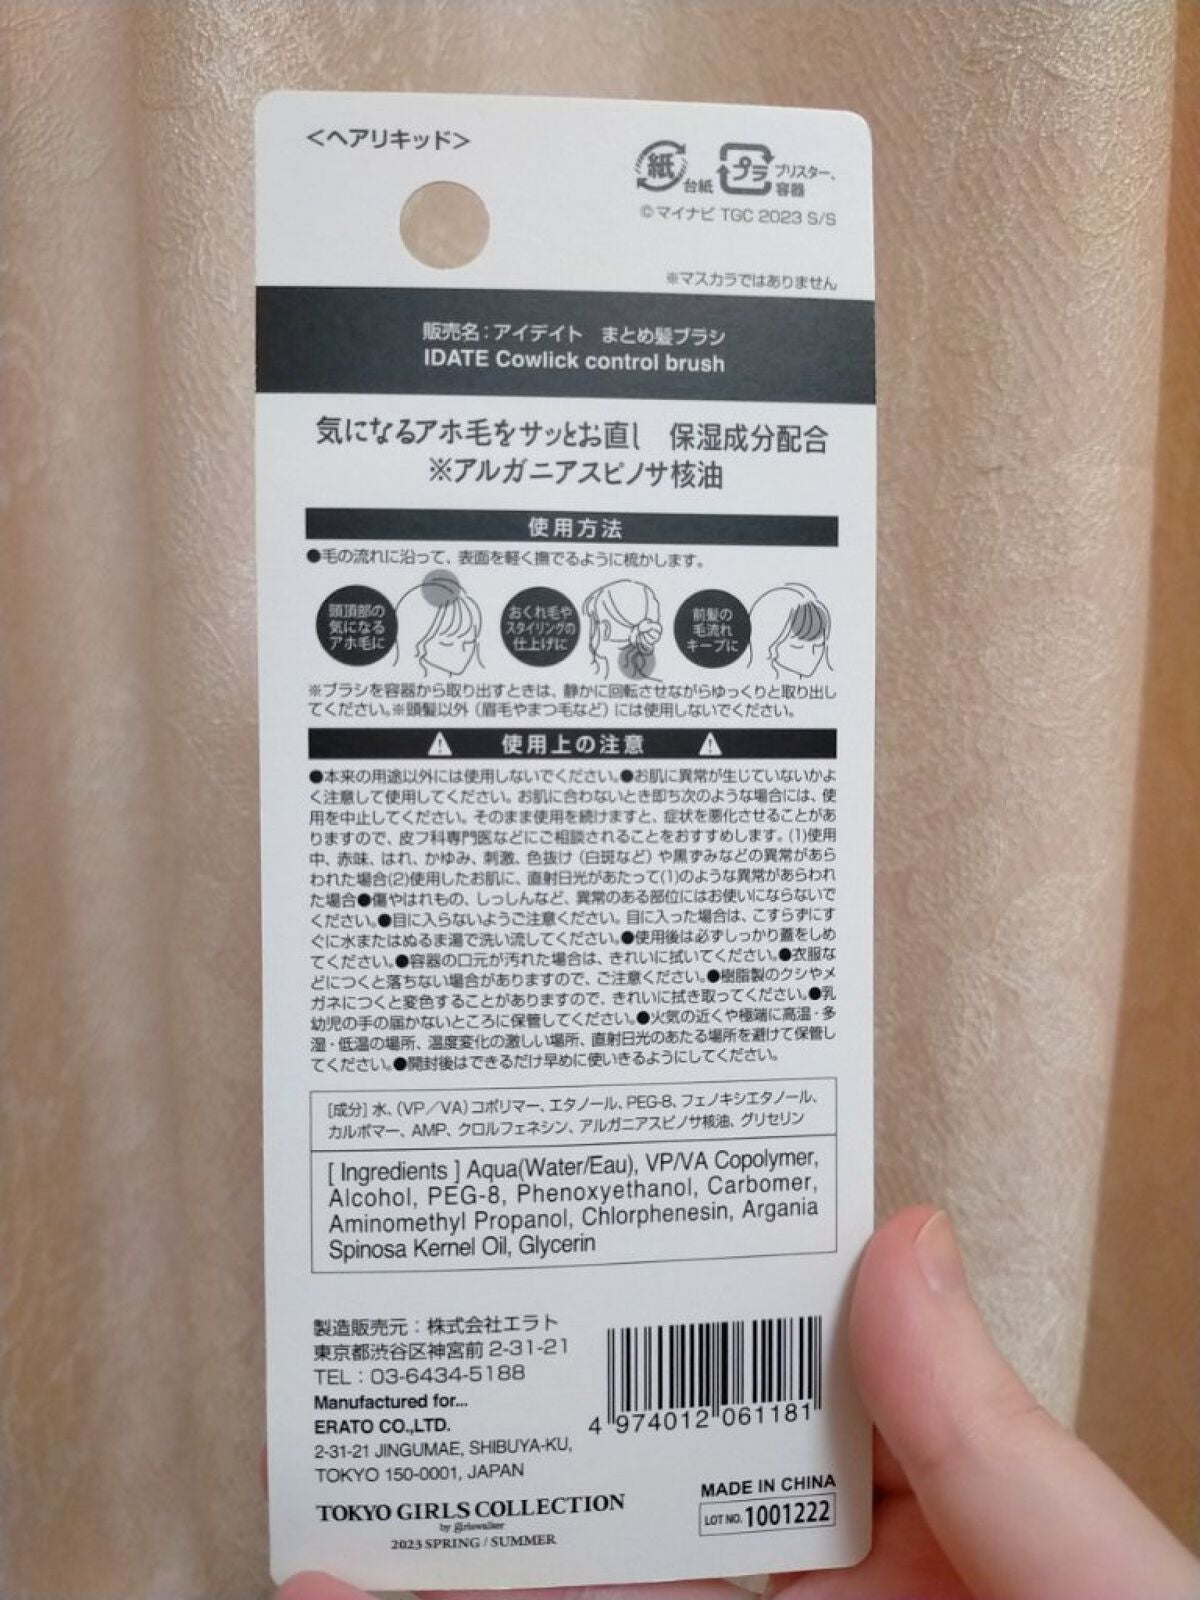 <ヘアリキッド>
紙 台紙 プラ ブリスター、容器
©マイナビ TGC 2023 S/S
※マスカラではありません
販売名：アイデイト　まとめ髪ブラシ
IDATE Cowlick control brush
気になるアホ毛をサッとお直し　保湿成分配合
※アルガニアスピノサ核油
使用方法
●毛の流れに沿って、表面を軽く撫でるように梳かします。
頭頂部の
気になる
アホ毛に
おくれ毛や
スタイリングの
仕上げに
前髪の
毛流れ
キープに
※ブラシを容器から取り出すときは、静かに回転させながらゆっくりと取り出し
てください。※頭髪以外（眉毛やまつ毛など）には使用しないでください。
使用上の注意
●本来の用途以外には使用しないでください。●お肌に異常が生じていないかよ
く注意して使用してください。お肌に合わないとき即ち次のような場合には、使
用を中止してください。そのまま使用を続けますと、症状を悪化させることがあ
りますので、皮フ科専門医などにご相談されることをおすすめします。(1)使用
中、赤味、はれ、かゆみ、刺激、色抜け（白斑など）や黒ずみなどの異常があら
われた場合(2)使用したお肌に、直射日光があたって(1)のような異常があらわれ
た場合●傷やはれもの、しっしんなど、異常のある部位にはお使いにならないで
ください。●目に入らないようご注意ください。目に入った場合は、こすらずにす
ぐに水またはぬるま湯で洗い流してください。●使用後は必ずしっかり蓋をしめ
てください。●容器の口元が汚れた場合は、きれいに拭いてください。●衣服な
どにつくと落ちない場合がありますので、ご注意ください。●樹脂製のクシやメ
ガネにつくと変色することがありますので、きれいに拭き取ってください。●乳
幼児の手の届かないところに保管してください。●火気の近くや極端に高温・多
湿・低温の場所、温度変化の激しい場所、直射日光のあたる場所を避けて保管し
てください。●開封後はできるだけ早めに使いきるようにしてください。
[成分] 水、(VP／VA) コポリマー、エタノール、PEG-8、フェノキシエタノール、
カルボマー、AMP、クロルフェネシン、アルガニアスピノサ核油、グリセリン
[ Ingredients ] Aqua(Water/Eau), VP/VA Copolymer,
Alcohol, PEG-8, Phenoxyethanol, Carbomer,
Aminomethyl Propanol, Chlorphenesin, Argania
Spinosa Kernel Oil, Glycerin
製造販売元：株式会社エラト
東京都渋谷区神宮前 2-31-21
TEL：03-6434-5188
Manufactured for...
ERATO CO.,LTD.
2-31-21 JINGUMAE, SHIBUYA-KU,
TOKYO 150-0001, JAPAN
4 974012 061181
TOKYO GIRLS COLLECTION
by girlswalker
2023 SPRING / SUMMER
MADE IN CHINA
LOT NO. 1001222